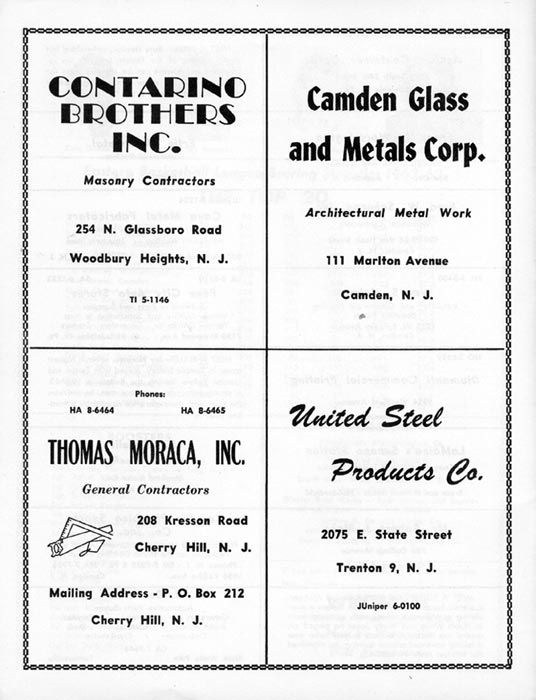 CONTARINO
BROTHERS
INC.
Masonry Contractors
254 N. Glassboro Road
Woodbury Heights, N. J.
TI 5-1146
Camden Glass
and Metals Corp.
Architectural Metal Work
111 Marlton Avenue
Camden, N. J.
Phones:
HA 8-6464 HA 8-6465
THOMAS MORACA, INC.
General Contractors
208 Kresson Road
Cherry Hill, N. J.
Mailing Address - P. O. Box 212
Cherry Hill, N. J.
United Steel
Products Co.
2075 E. State Street
Trenton 9, N. J.
JUniper 6-0100